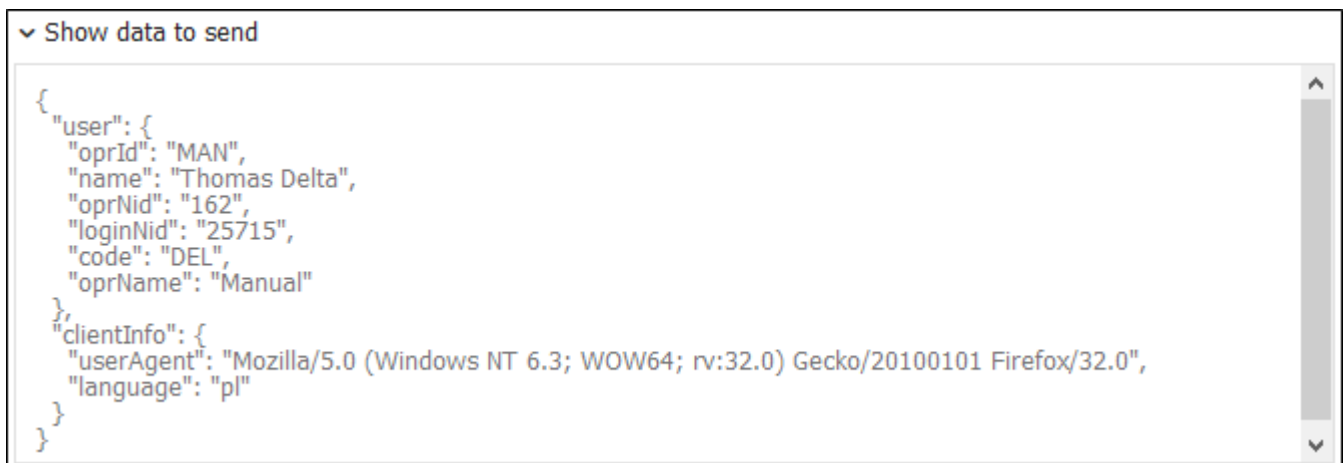 Show data to send
{
"user": {
"oprId": "MAN",
"name": "Thomas Delta",
"oprNid": "162",
"loginNid": "25715",
"code": "DEL",
"oprName": "Manual"
},
"clientInfo": {
"userAgent": "Mozilla/5.0 (Windows NT 6.3; WOW64; rv:32.0) Gecko/20100101 Firefox/32.0",
"language": "pl"
}
}